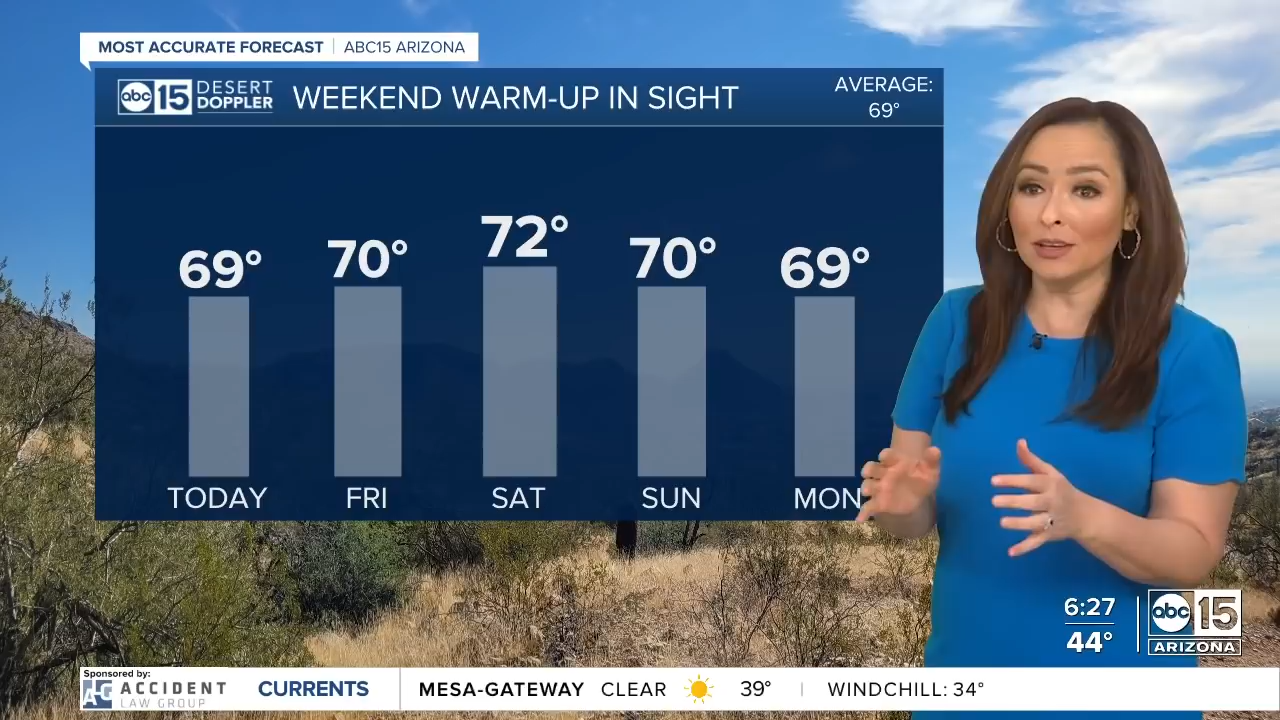 MOST ACCURATE FORECAST | ABC15 ARIZONA
abc 15 DESERT DOPPLER
WEEKEND WARM-UP IN SIGHT
AVERAGE:
69°
69° 70° 72° 70° 69°
TODAY FRI SAT SUN MON
6:27
44°
abc 15
ARIZONA
Sponsored by:
ALG ACCIDENT
LAW GROUP
CURRENTS
MESA-GATEWAY CLEAR 39° | WINDCHILL: 34°